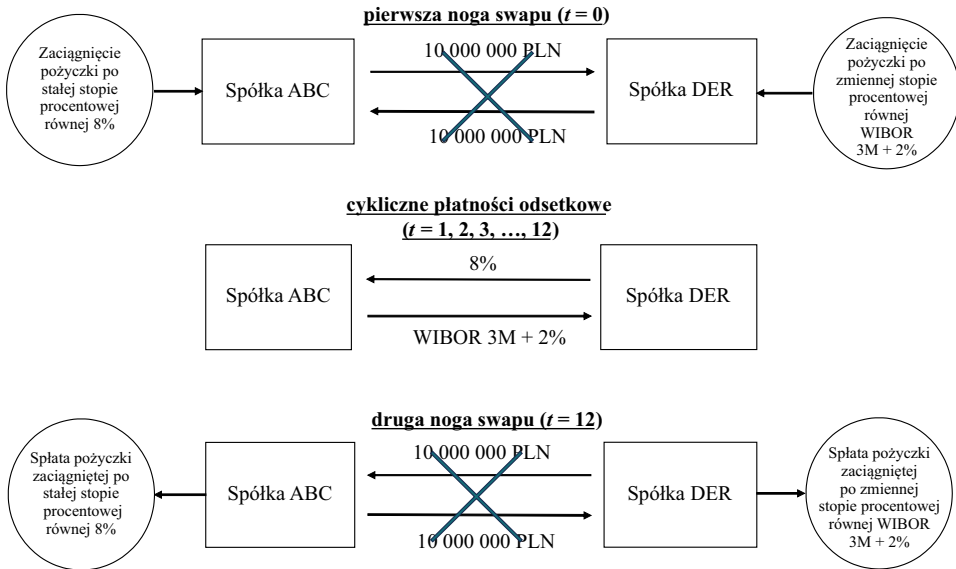 pierwsza noga swapu (t = 0)
Zaciągnięcie
pożyczki po
stałej stopie
procentowej
równej 8%
Spółka ABC
10 000 000 PLN
10 000 000 PLN
Spółka DER
Zaciągnięcie
pożyczki po
zmiennej stopie
procentowej
równej
WIBOR
3M + 2%
cykliczne płatności odsetkowe
(t = 1, 2, 3, …, 12)
Spółka ABC
8%
WIBOR 3M + 2%
Spółka DER
druga noga swapu (t = 12)
Spłata pożyczki
zaciągniętej po
stałej stopie
procentowej
równej 8%
Spółka ABC
10 000 000 PLN
10 000 000 PLN
Spółka DER
Spłata pożyczki
zaciągniętej
po zmiennej
stopie procentowej
równej WIBOR
3M + 2%